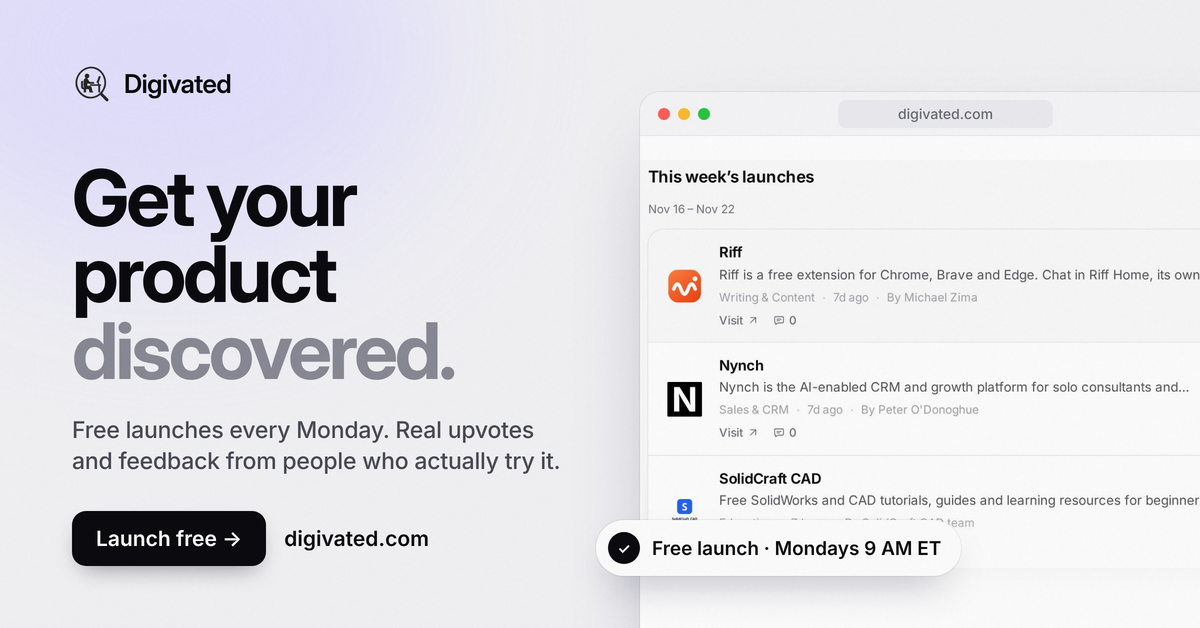 Digivated
Get your
product
discovered.
Free launches every Monday. Real upvotes
and feedback from people who actually try it.
Launch free →
digivated.com
digivated.com
This week's launches
Nov 16 – Nov 22
Riff
Riff is a free extension for Chrome, Brave and Edge. Chat in Riff Home, its own
Writing & Content · 7d ago · By Michael Zima
Visit ↗ 0
N
Nynch
Nynch is the AI-enabled CRM and growth platform for solo consultants and...
Sales & CRM · 7d ago · By Peter O'Donoghue
Visit ↗ 0
S
SolidCraft CAD
Free SolidWorks and CAD tutorials, guides and learning resources for beginner
team
Free launch · Mondays 9 AM ET